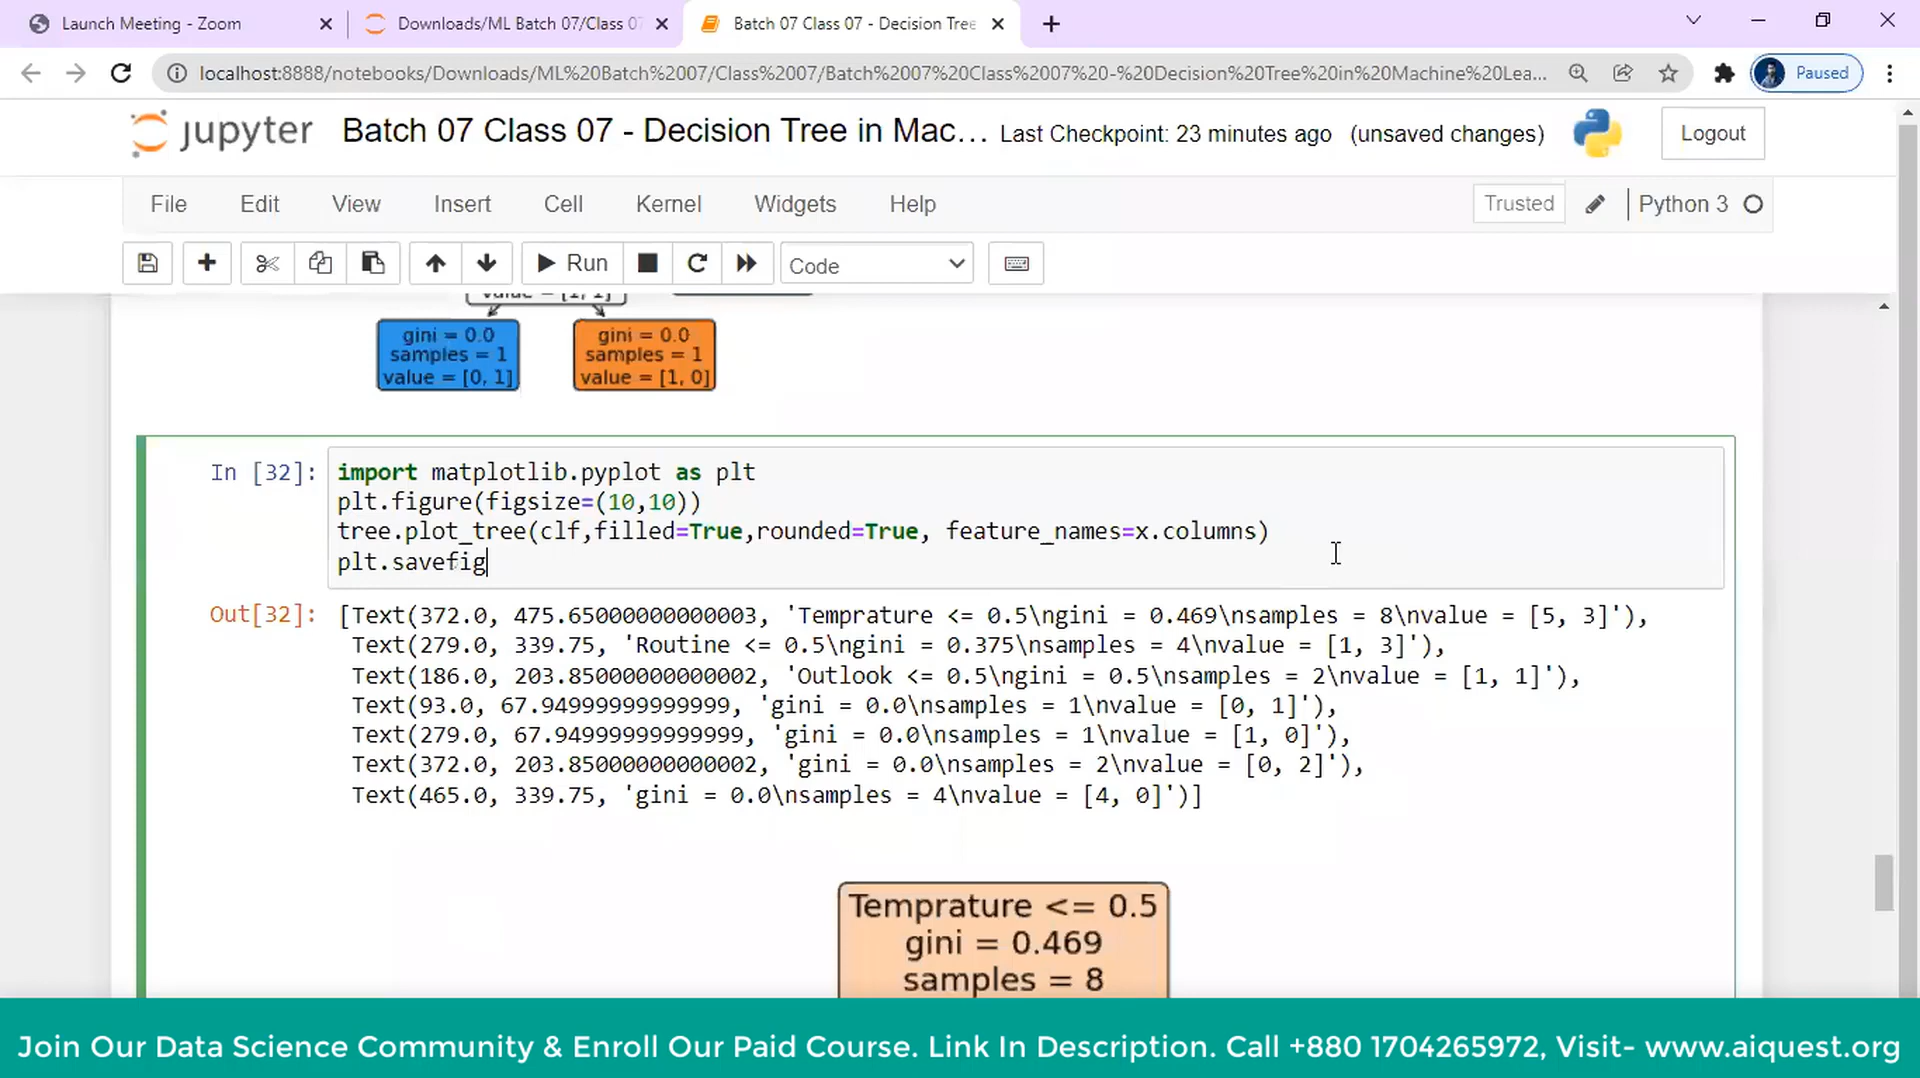 Launch Meeting - Zoom
Downloads/ML Batch 07/Class 07
Batch 07 Class 07 - Decision Tree
localhost:8888/notebooks/Downloads/ML%20Batch%2007/Class%2007/Batch%2007%20Class%2007%20-%20Decision%20Tree%20in%20Machine%20Lea...
Paused
jupyter
Batch 07 Class 07 - Decision Tree in Mac...
Last Checkpoint: 23 minutes ago (unsaved changes)
Logout
File Edit View Insert Cell Kernel Widgets Help
Trusted
Python 3
Run
Code
value = [1, 1]
gini = 0.0
samples = 1
value = [0, 1]
gini = 0.0
samples = 1
value = [1, 0]
In [32]:
import matplotlib.pyplot as plt
plt.figure(figsize=(10,10))
tree.plot_tree(clf,filled=True,rounded=True, feature_names=x.columns)
plt.savefig
Out[32]:
[Text(372.0, 475.65000000000003, 'Temprature <= 0.5\ngini = 0.469\nsamples = 8\nvalue = [5, 3]'),
Text(279.0, 339.75, 'Routine <= 0.5\ngini = 0.375\nsamples = 4\nvalue = [1, 3]'),
Text(186.0, 203.85000000000002, 'Outlook <= 0.5\ngini = 0.5\nsamples = 2\nvalue = [1, 1]'),
Text(93.0, 67.94999999999999, 'gini = 0.0\nsamples = 1\nvalue = [0, 1]'),
Text(279.0, 67.94999999999999, 'gini = 0.0\nsamples = 1\nvalue = [1, 0]'),
Text(372.0, 203.85000000000002, 'gini = 0.0\nsamples = 2\nvalue = [0, 2]'),
Text(465.0, 339.75, 'gini = 0.0\nsamples = 4\nvalue = [4, 0]')]
Temprature <= 0.5
gini = 0.469
samples = 8
Join Our Data Science Community & Enroll Our Paid Course. Link In Description. Call +880 1704265972, Visit- www.aiquest.org